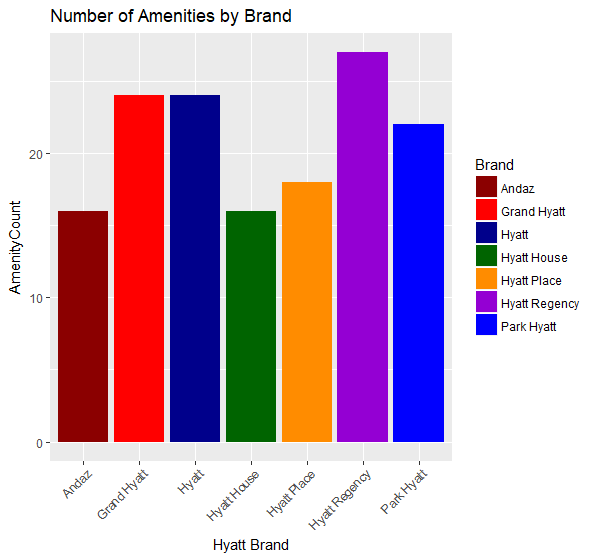 Number of Amenities by Brand
AmenityCount
20
10
0
Andaz
Grand Hyatt
Hyatt
Hyatt House
Hyatt Place
Hyatt Regency
Park Hyatt
Hyatt Brand
Brand
Andaz
Grand Hyatt
Hyatt
Hyatt House
Hyatt Place
Hyatt Regency
Park Hyatt